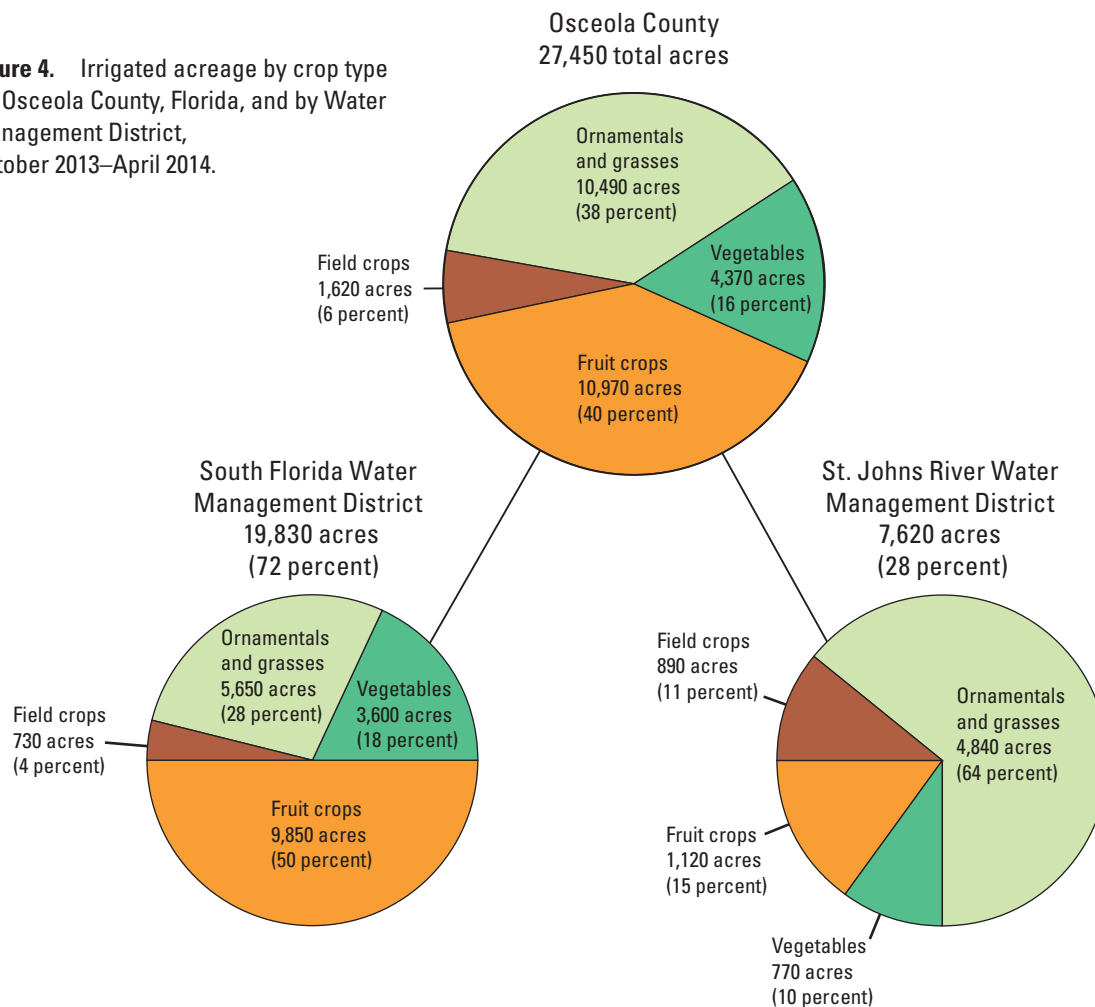 ure 4. Irrigated acreage by crop type
Osceola County, Florida, and by Water
nagement District,
tober 2013–April 2014.
Osceola County
27,450 total acres
Ornamentals
and grasses
10,490 acres
(38 percent)
Vegetables
4,370 acres
(16 percent)
Field crops
1,620 acres
(6 percent)
Fruit crops
10,970 acres
(40 percent)
South Florida Water
Management District
19,830 acres
(72 percent)
Ornamentals
and grasses
5,650 acres
(28 percent)
Vegetables
3,600 acres
(18 percent)
Field crops
730 acres
(4 percent)
Fruit crops
9,850 acres
(50 percent)
St. Johns River Water
Management District
7,620 acres
(28 percent)
Field crops
890 acres
(11 percent)
Ornamentals
and grasses
4,840 acres
(64 percent)
Fruit crops
1,120 acres
(15 percent)
Vegetables
770 acres
(10 percent)